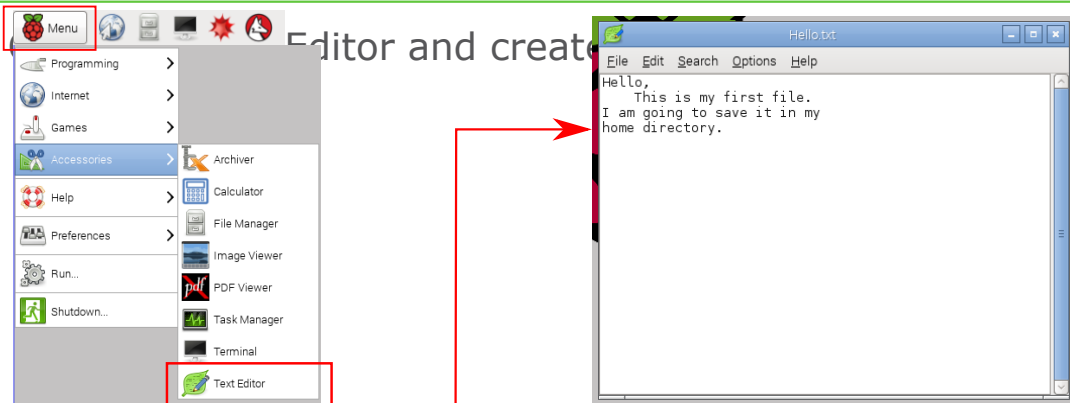 Editor and create
Menu
Programming
Internet
Games
Accessories
Help
Preferences
Run...
Shutdown...
Archiver
Calculator
File Manager
Image Viewer
pdf
PDF Viewer
Task Manager
Terminal
Text Editor
Hello.txt
File Edit Search Options Help
Hello,
This is my first file.
I am going to save it in my
home directory.